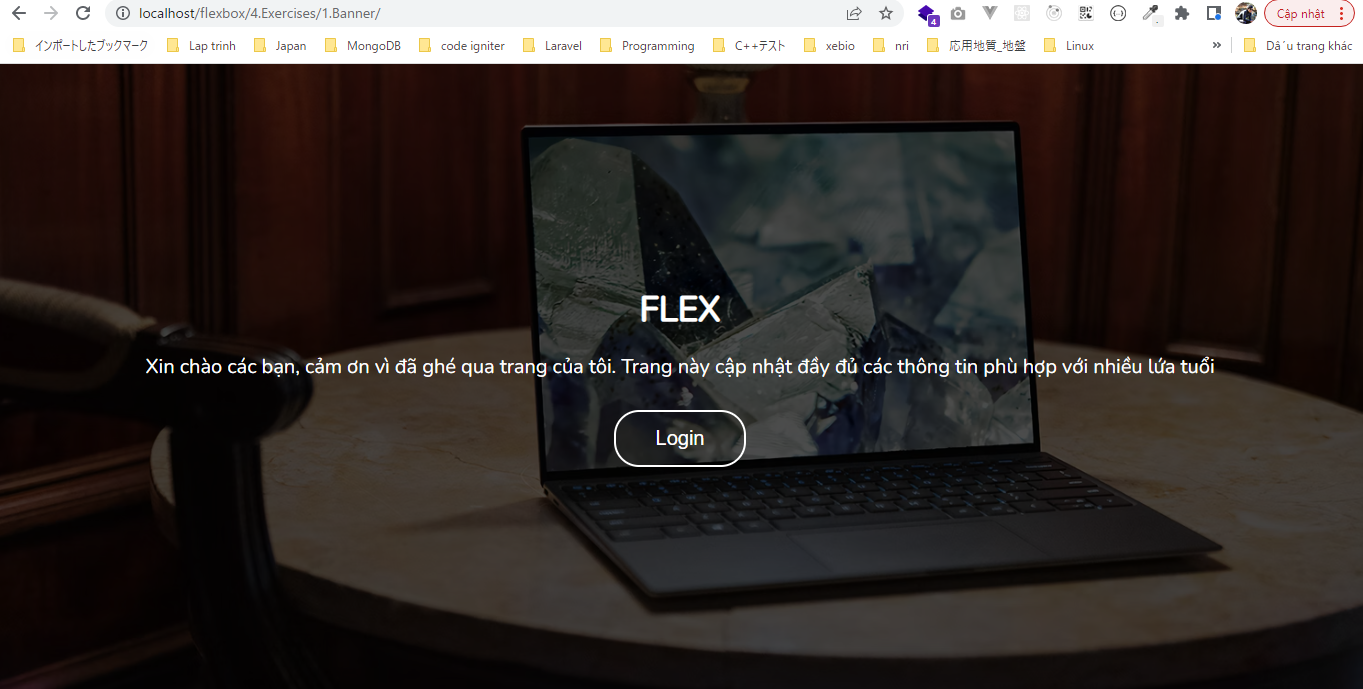 localhost/flexbox/4.Exercises/1.Banner/
4
Cập nhật
インポートしたブックマーク Lap trinh Japan MongoDB code igniter Laravel Programming C++テスト xebio nri 応用地質_地盤 Linux » Dấu trang khác
FLEX
Xin chào các bạn, cảm ơn vì đã ghé qua trang của tôi. Trang này cập nhật đầy đủ các thông tin phù hợp với nhiều lứa tuổi
Login